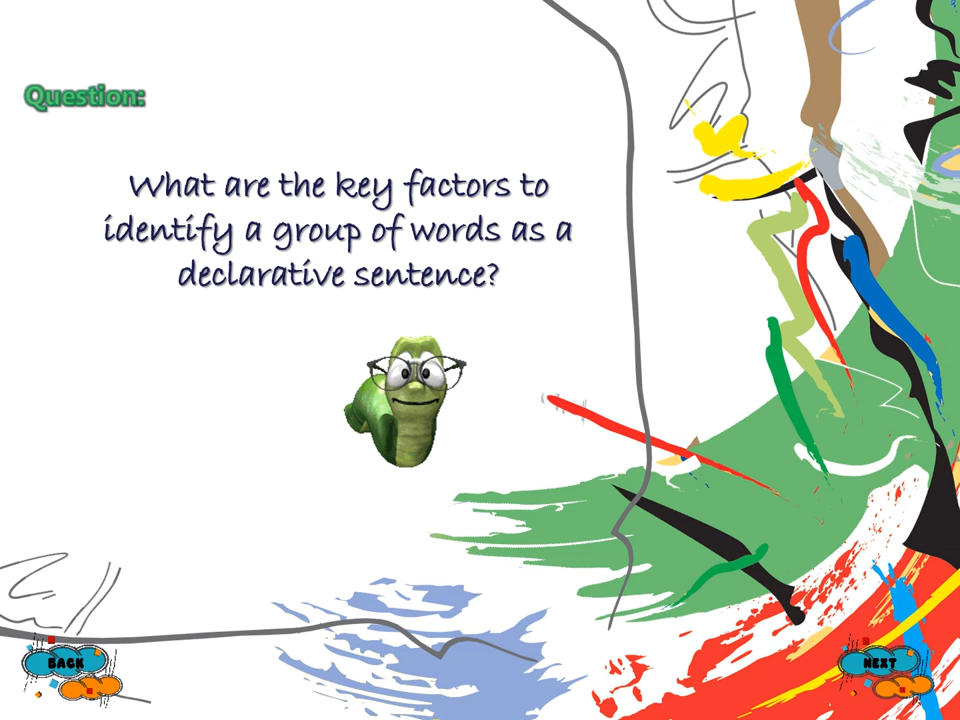 Question:
What are the key factors to
identify a group of words as a
declarative sentence?
BACK
NEXT